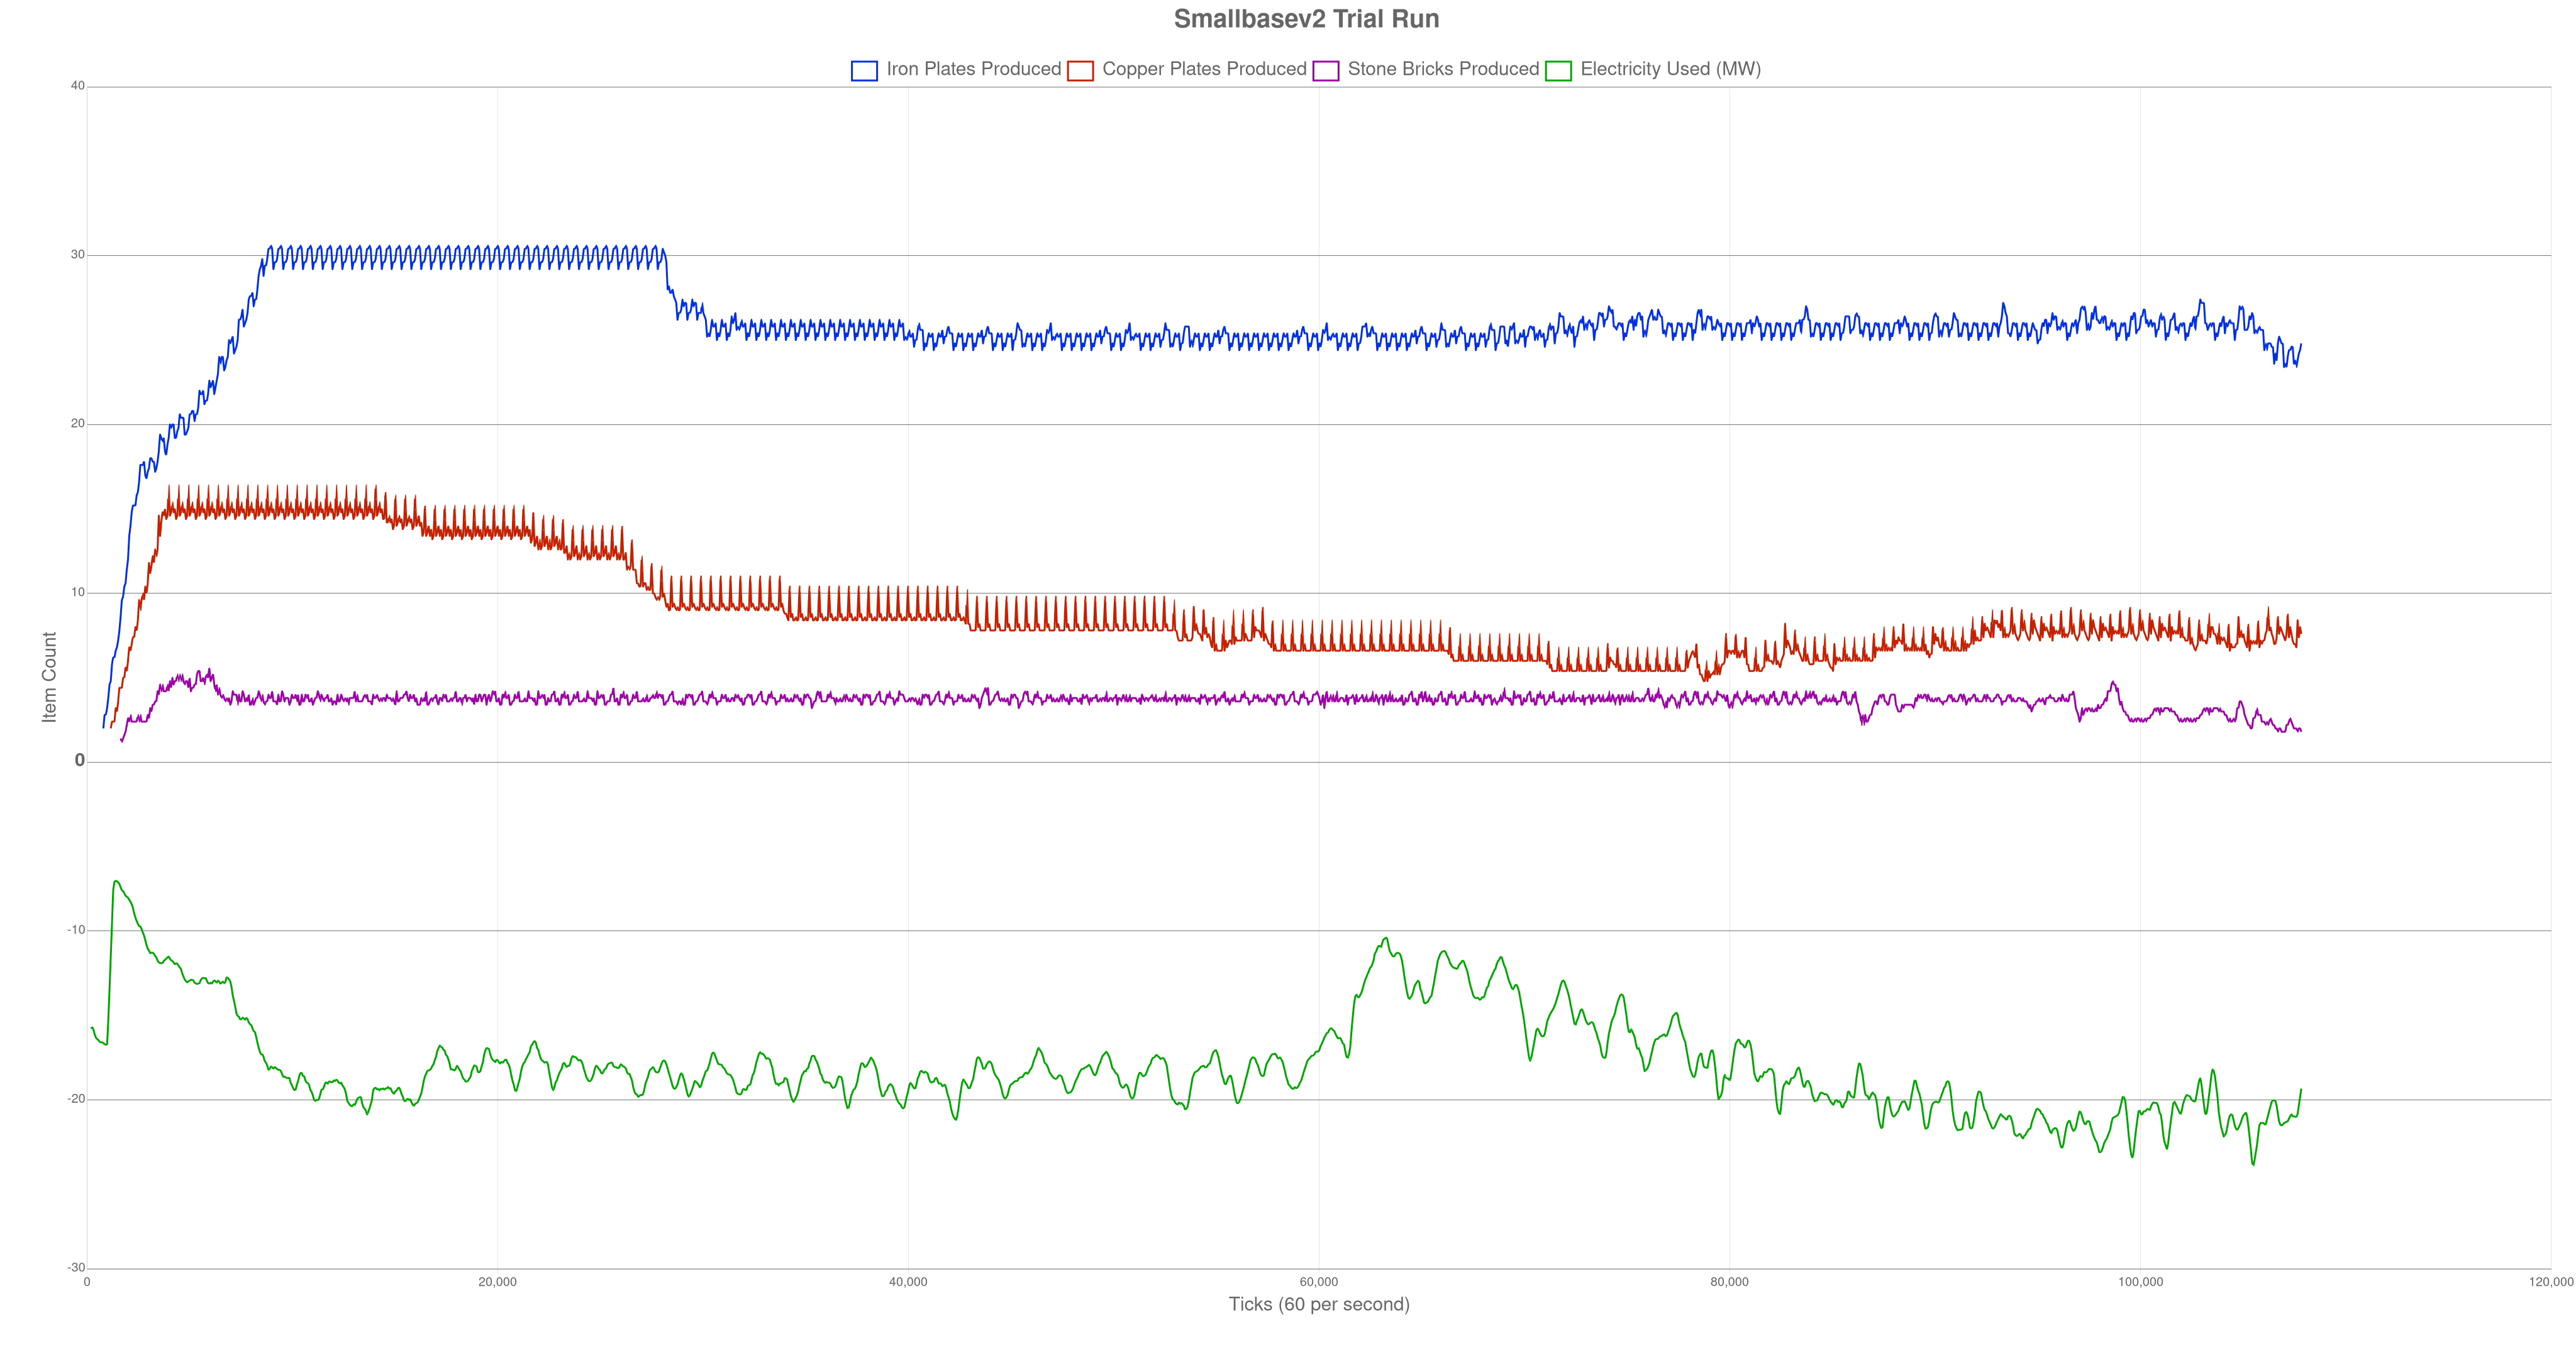 Smallbasev2 Trial Run
Iron Plates Produced Copper Plates Produced Stone Bricks Produced Electricity Used (MW)
40
30
20
10
0
-10
-20
-30
Item Count
0 20,000 40,000 60,000 80,000 100,000 120,000
Ticks (60 per second)